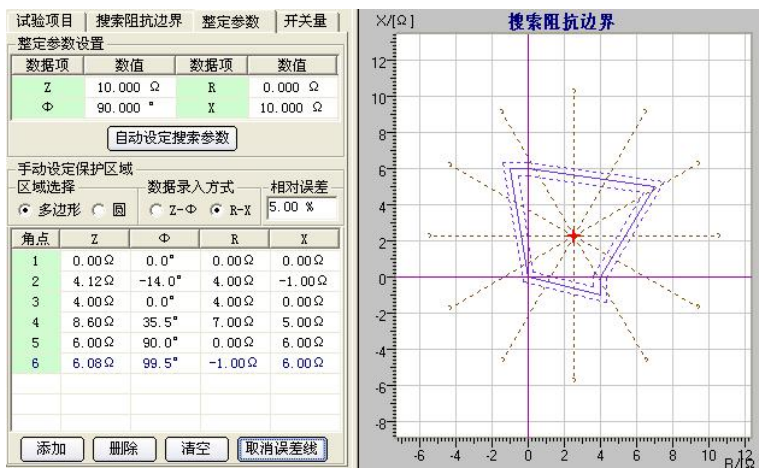 试验项目 搜索阻抗边界 整定参数 开关量
整定参数设置
数据项 数值 数据项 数值
Z 10.000 Ω R 0.000 Ω
Φ 90.000 ° X 10.000 Ω
自动设定搜索参数
手动设定保护区域
区域选择 数据录入方式 相对误差
多边形 圆 Z-Φ R-X 5.00 %
角点 Z Φ R X
1 0.00Ω 0.0° 0.00Ω 0.00Ω
2 4.12Ω -14.0° 4.00Ω -1.00Ω
3 4.00Ω 0.0° 4.00Ω 0.00Ω
4 8.60Ω 35.5° 7.00Ω 5.00Ω
5 6.00Ω 90.0° 0.00Ω 6.00Ω
6 6.08Ω 99.5° -1.00Ω 6.00Ω
添加 删除 清空 取消误差线
X/[Ω] 搜索阻抗边界
12
10
8
6
4
2
0
-2
-4
-6
-8
-6 -4 -2 0 2 4 6 8 10 12
R/[Ω